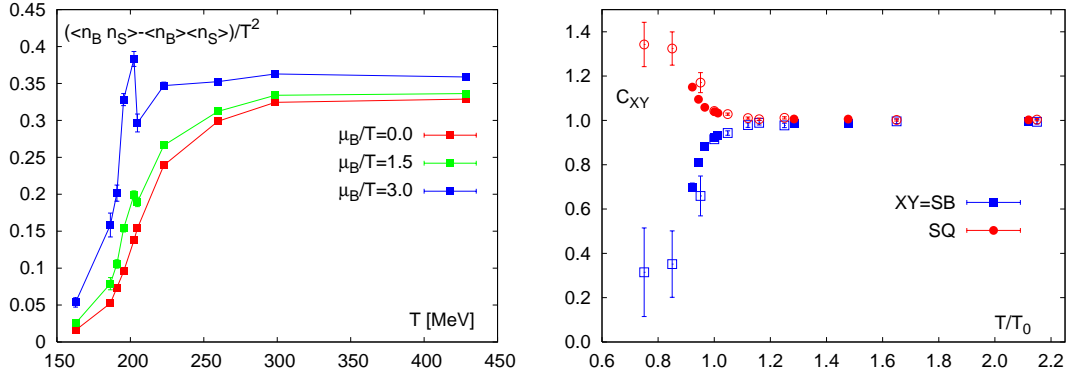 (<n_B n_S>-<n_B><n_S>)/T^2
0.45
0.4
0.35
0.3
0.25
0.2
0.15
0.1
0.05
0
μ_B/T=0.0
μ_B/T=1.5
μ_B/T=3.0
T [MeV]
150 200 250 300 350 400 450
1.4
1.2
1.0
0.8
0.6
0.4
0.2
0.0
C_XY
XY=SB
SQ
T/T_0
0.6 0.8 1.0 1.2 1.4 1.6 1.8 2.0 2.2